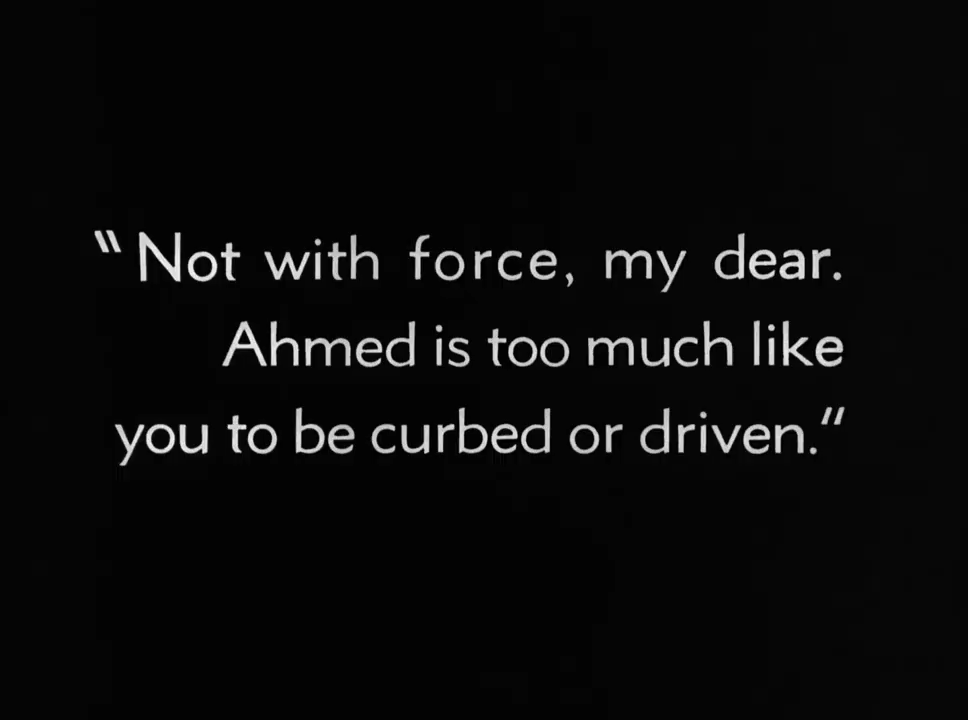 "Not with force, my dear.
Ahmed is too much like
you to be curbed or driven."